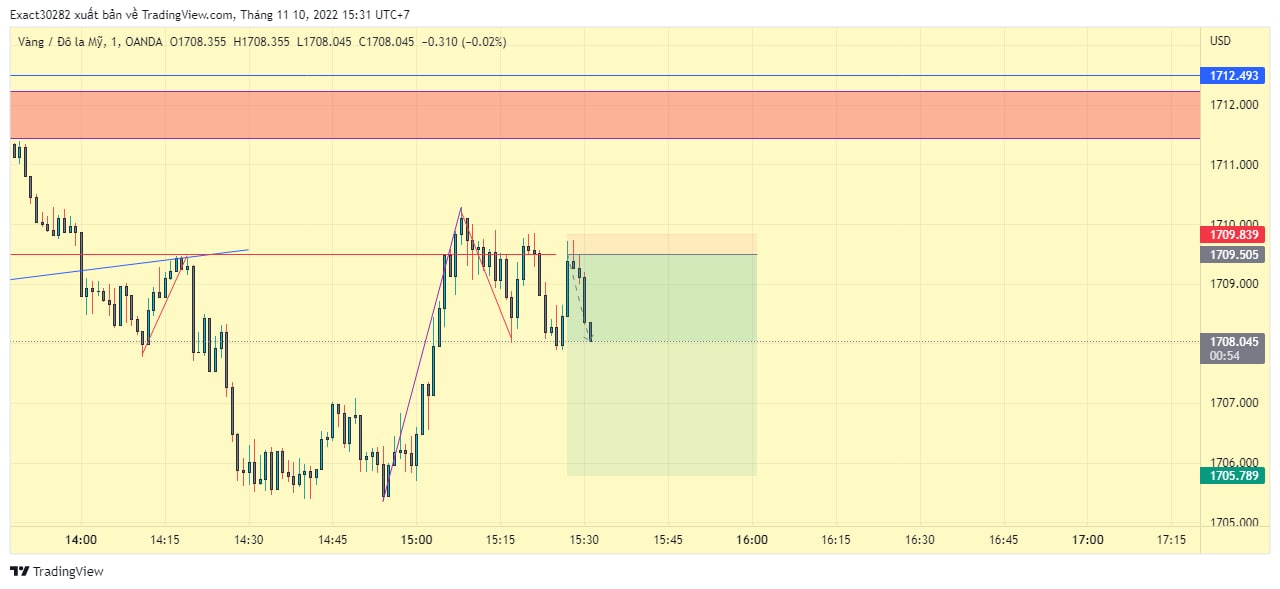 Exact30282 xuất bản về TradingView.com, Tháng 11 10, 2022 15:31 UTC+7
Vàng / Đô la Mỹ, 1, OANDA O1708.355 H1708.355 L1708.045 C1708.045 −0.310 (−0.02%)
USD
1712.493
1712.000
1711.000
1710.000
1709.839
1709.505
1709.000
1708.045
00:54
1707.000
1706.000
1705.789
1705.000
14:00 14:15 14:30 14:45 15:00 15:15 15:30 15:45 16:00 16:15 16:30 16:45 17:00 17:15
TradingView